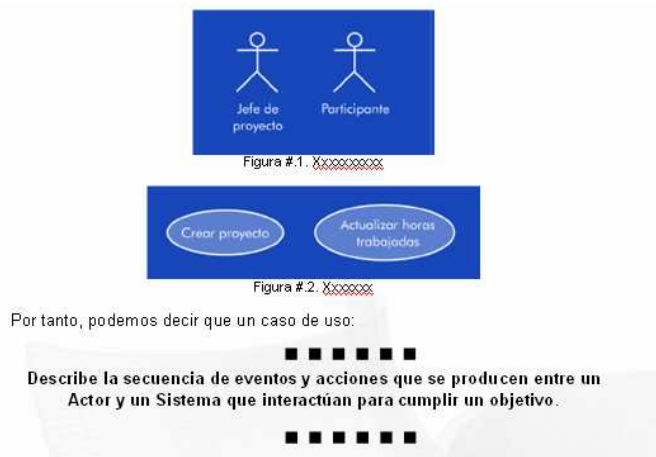 Jefe de
proyecto
Participante
Figura #.1. Xxxxxxxxxx
Crear proyecto
Actualizar horas
trabajadas
Figura #.2. Xxxxxxx
Por tanto, podemos decir que un caso de uso:
Describe la secuencia de eventos y acciones que se producen entre un
Actor y un Sistema que interactúan para cumplir un objetivo.